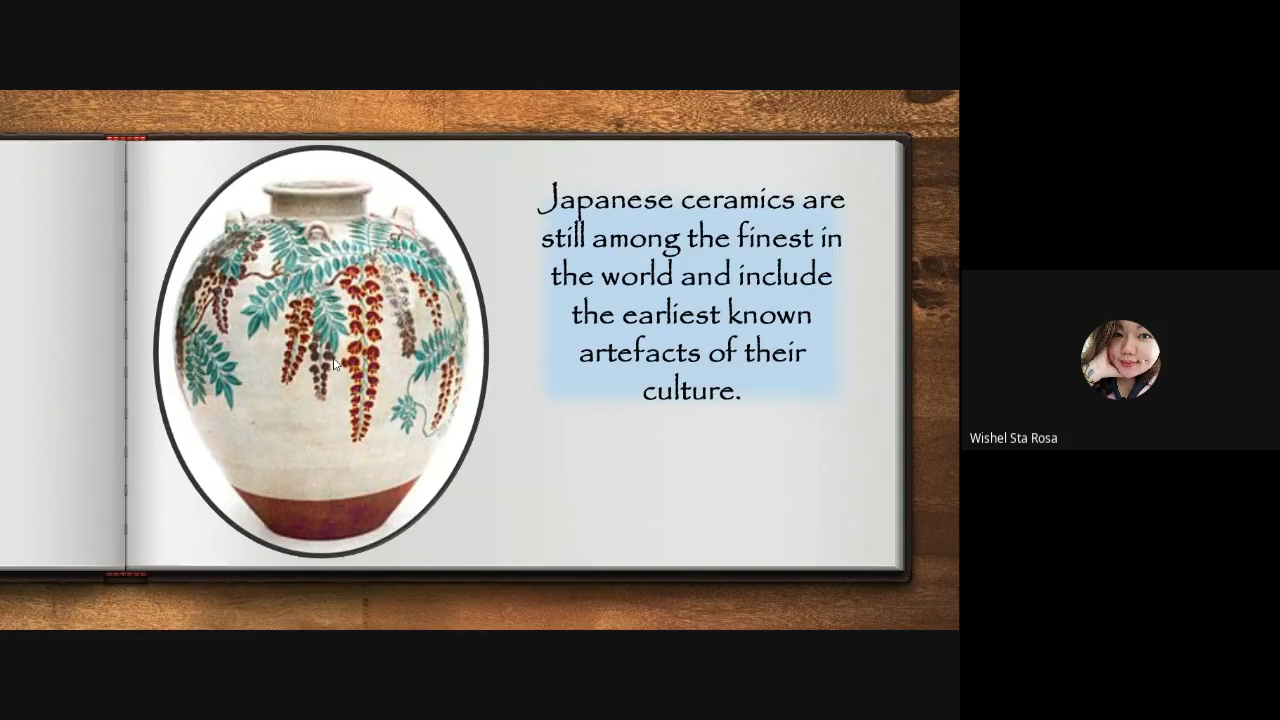 Japanese ceramics are
still among the finest in
the world and include
the earliest known
artefacts of their
culture.
Wishel Sta Rosa